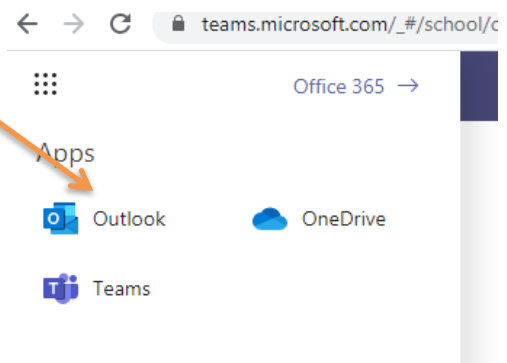 teams.microsoft.com/_#/school/c
Office 365 →
Apps
Outlook
OneDrive
Teams